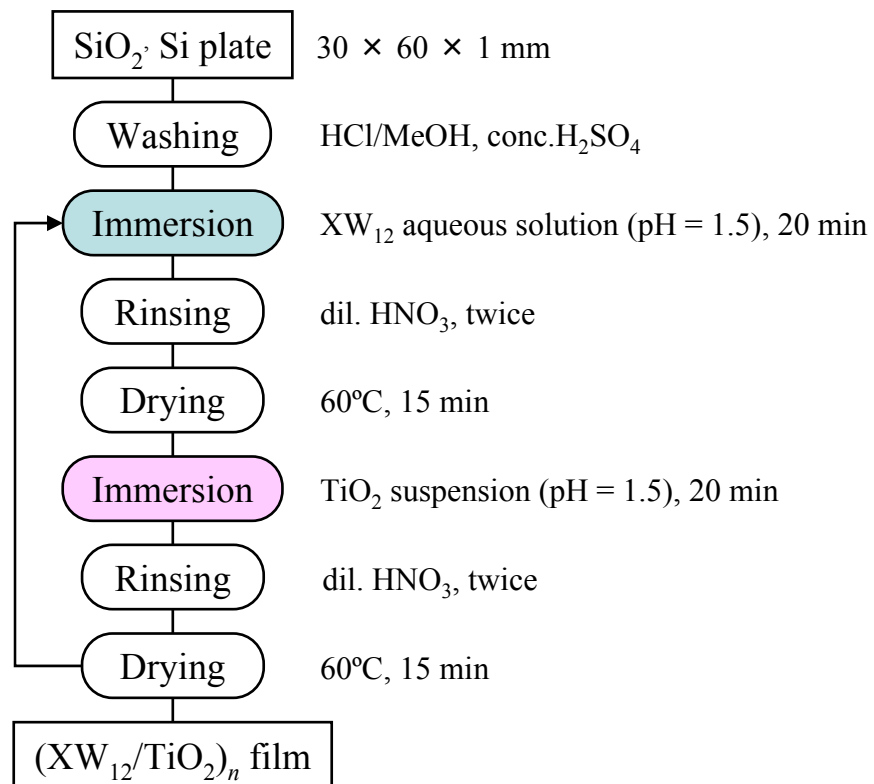 SiO₂, Si plate 30 × 60 × 1 mm
Washing HCl/MeOH, conc.H₂SO₄
Immersion XW₁₂ aqueous solution (pH = 1.5), 20 min
Rinsing dil. HNO₃, twice
Drying 60ºC, 15 min
Immersion TiO₂ suspension (pH = 1.5), 20 min
Rinsing dil. HNO₃, twice
Drying 60ºC, 15 min
(XW₁₂/TiO₂)ₙ film